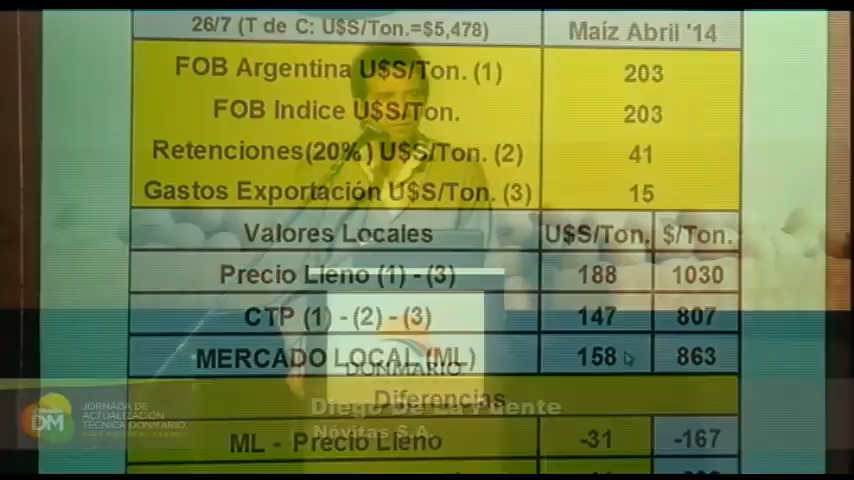 26/7 (T de C: U$S/Ton.=$5,478) Maíz Abril '14
FOB Argentina U$S/Ton. (1) 203
FOB Indice U$S/Ton. 203
Retenciones(20%) U$S/Ton. (2) 41
Gastos Exportación U$S/Ton. (3) 15
Valores Locales U$S/Ton. $/Ton.
Precio Lleno (1) - (3) 188 1030
CTP (1) - (2) - (3) 147 807
MERCADO LOCAL (ML) 158 863
DONMARIO
Diferencias
Diego De La Fuente
Novitas S.A.
ML - Precio Lleno -31 -167
DM
JORNADA DE
ACTUALIZACIÓN
TÉCNICA DONMARIO